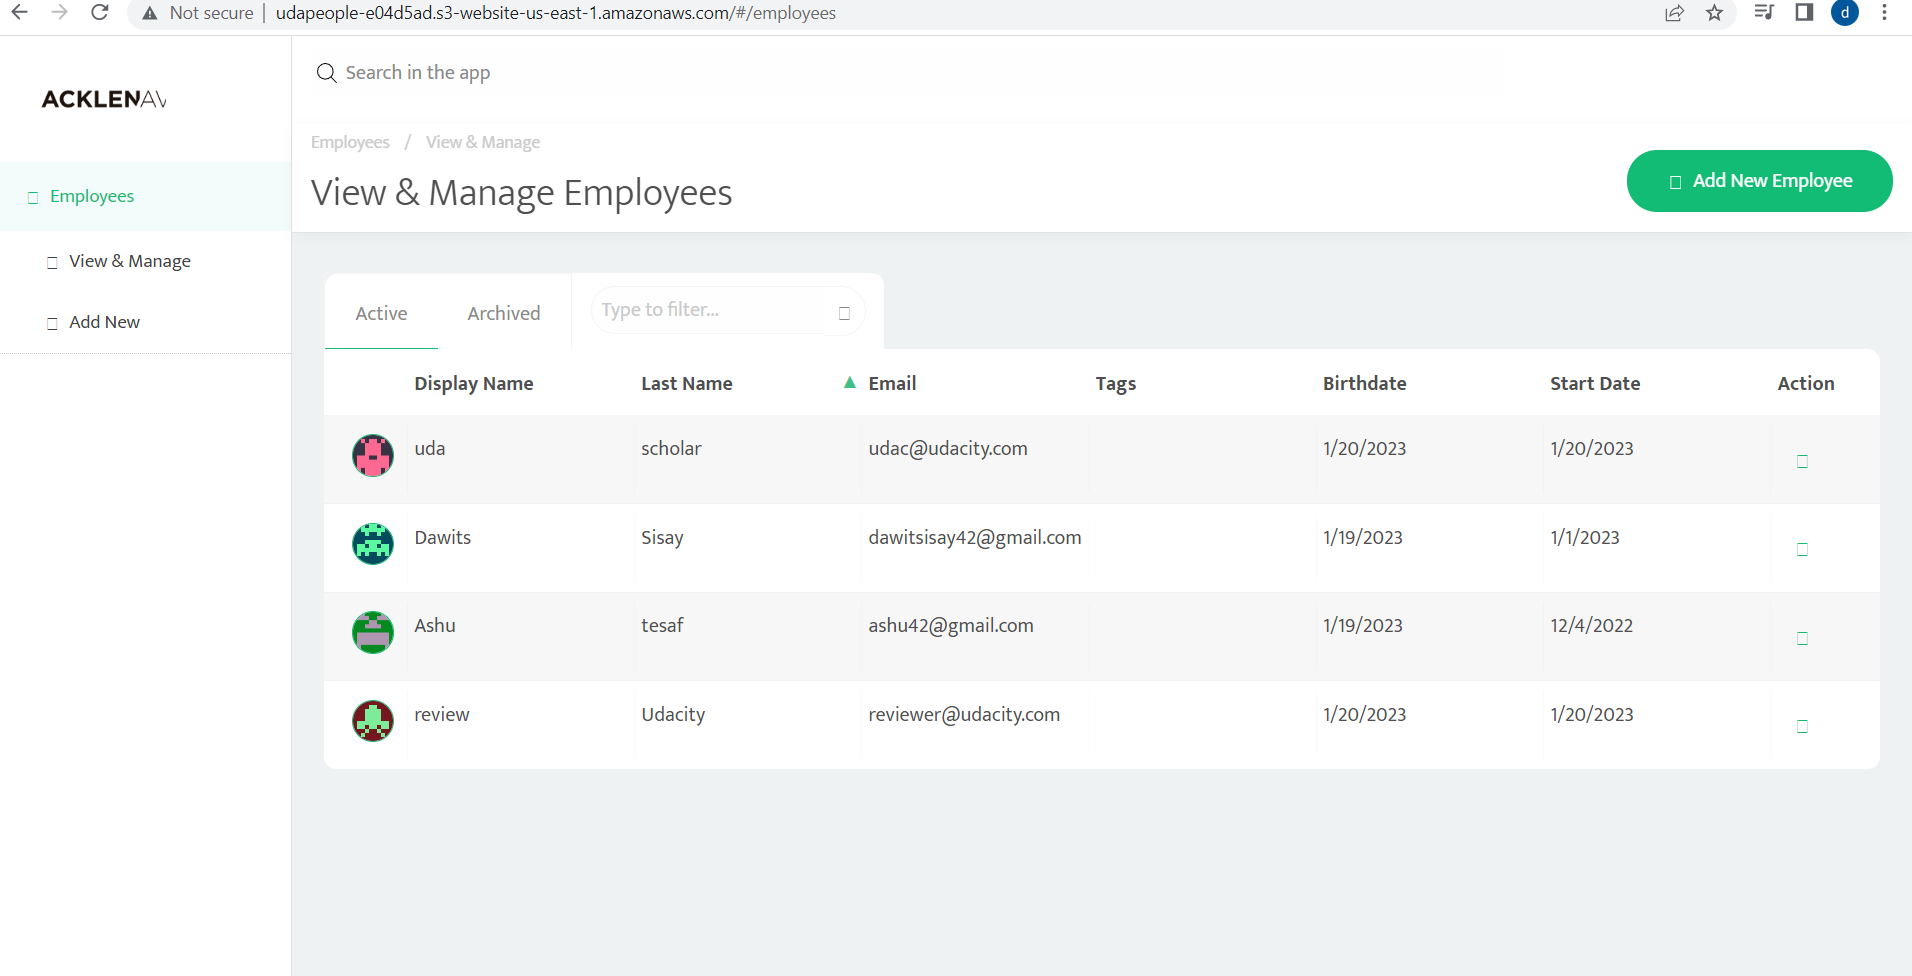 Not secure | udapeople-e04d5ad.s3-website-us-east-1.amazonaws.com/#/employees d
ACKLENAV
Search in the app
Employees / View & Manage
View & Manage Employees
Add New Employee
Employees
View & Manage
Add New
Active Archived Type to filter...
Display Name Last Name ▲ Email Tags Birthdate Start Date Action
uda scholar udac@udacity.com 1/20/2023 1/20/2023
Dawits Sisay dawitsisay42@gmail.com 1/19/2023 1/1/2023
Ashu tesaf ashu42@gmail.com 1/19/2023 12/4/2022
review Udacity reviewer@udacity.com 1/20/2023 1/20/2023